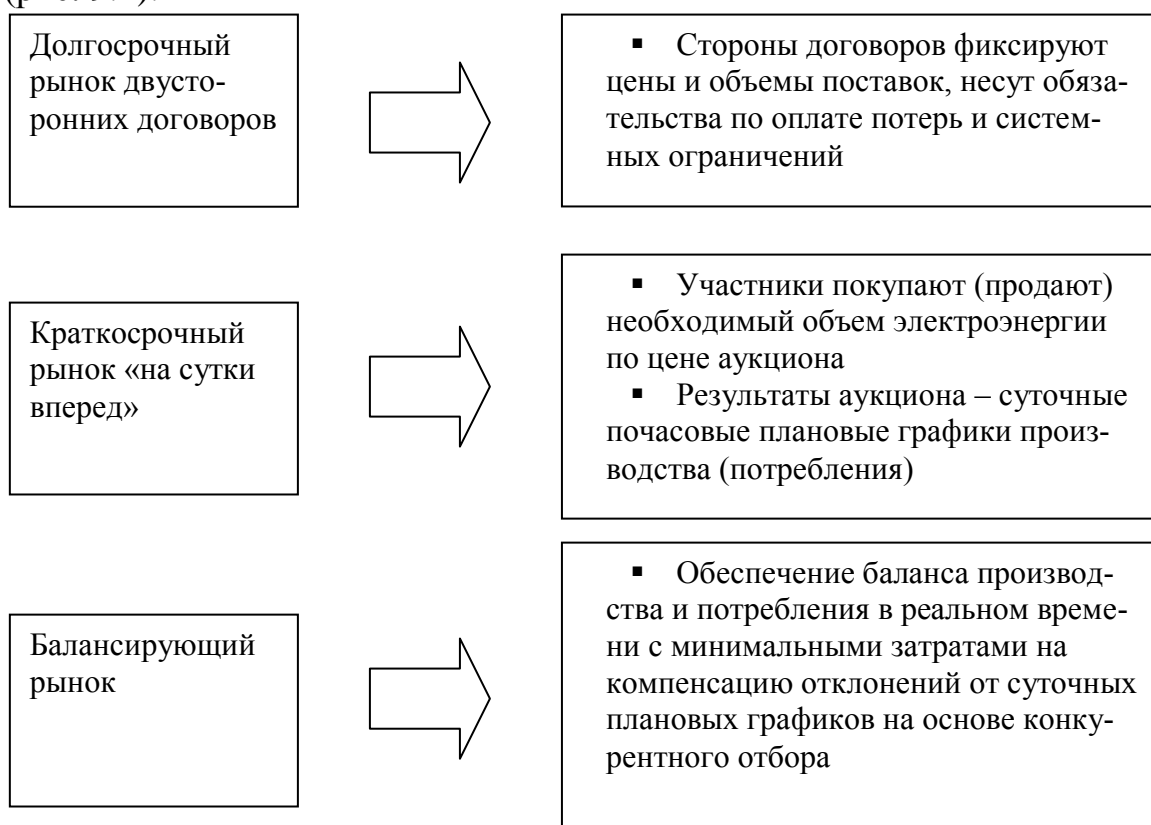 Долгосрочный
рынок двусто-
ронних договоров
▪ Стороны договоров фиксируют
цены и объемы поставок, несут обяза-
тельства по оплате потерь и систем-
ных ограничений
Краткосрочный
рынок «на сутки
вперед»
▪ Участники покупают (продают)
необходимый объем электроэнергии
по цене аукциона
▪ Результаты аукциона – суточные
почасовые плановые графики произ-
водства (потребления)
Балансирующий
рынок
▪ Обеспечение баланса производ-
ства и потребления в реальном време-
ни с минимальными затратами на
компенсацию отклонений от суточных
плановых графиков на основе конку-
рентного отбора